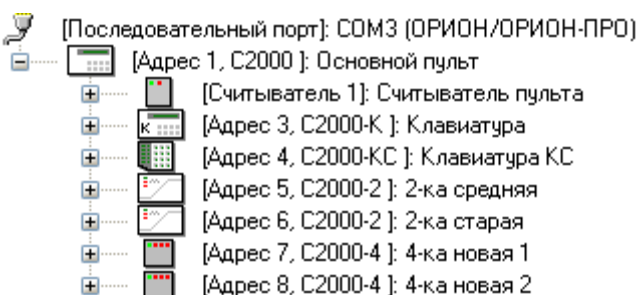 [Последовательный порт]: COM3 (ОРИОН/ОРИОН-ПРО)
[Адрес 1, С2000 ]: Основной пульт
[Считыватель 1]: Считыватель пульта
К [Адрес 3, С2000-К ]: Клавиатура
[Адрес 4, С2000-КС ]: Клавиатура КС
[Адрес 5, С2000-2 ]: 2-ка средняя
[Адрес 6, С2000-2 ]: 2-ка старая
[Адрес 7, С2000-4 ]: 4-ка новая 1
[Адрес 8, С2000-4 ]: 4-ка новая 2